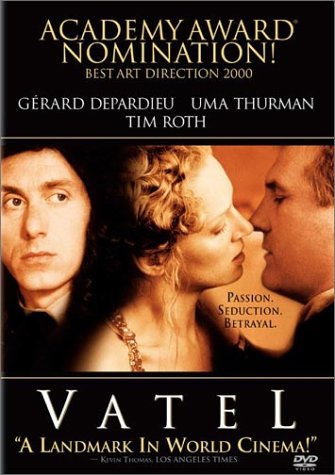 ACADEMY AWARD®
NOMINATION!
BEST ART DIRECTION 2000
GÉRARD DEPARDIEU UMA THURMAN
TIM ROTH
PASSION.
SEDUCTION.
BETRAYAL.
VATEL
"A LANDMARK IN WORLD CINEMA!"
— KEVIN THOMAS, LOS ANGELES TIMES
DVD
VIDEO